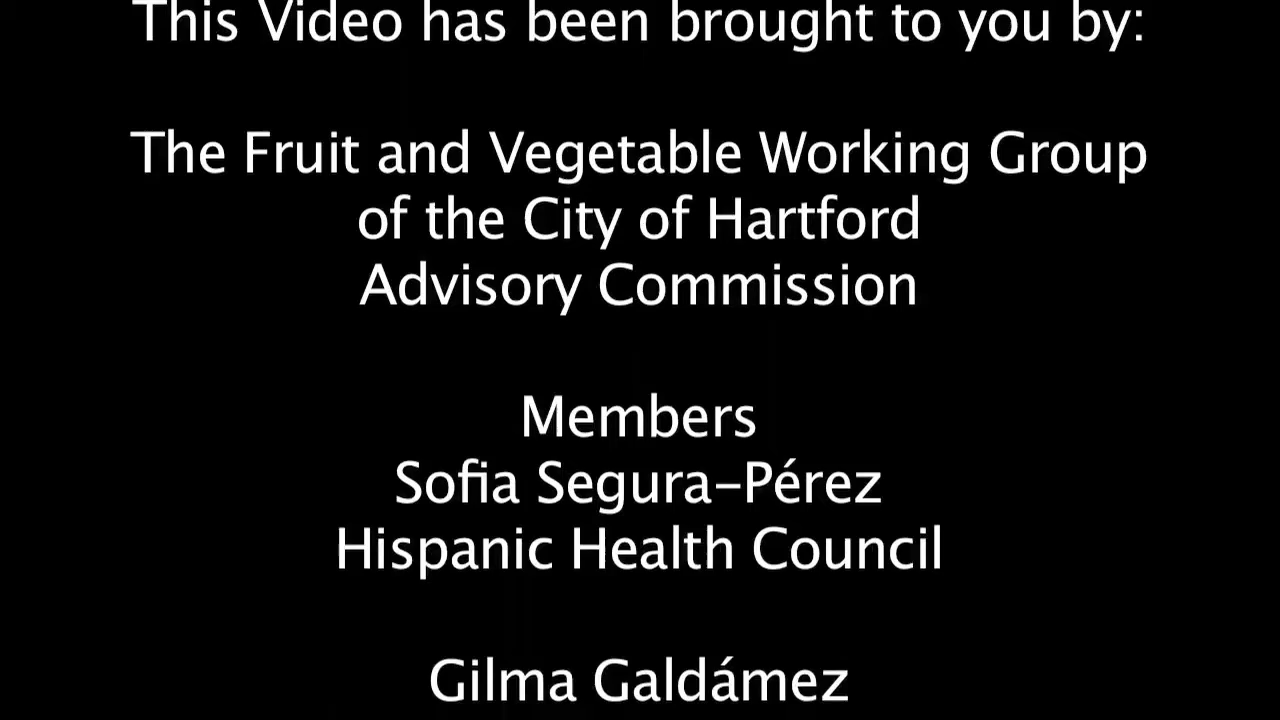 This Video has been brought to you by:
The Fruit and Vegetable Working Group
of the City of Hartford
Advisory Commission
Members
Sofia Segura-Pérez
Hispanic Health Council
Gilma Galdámez